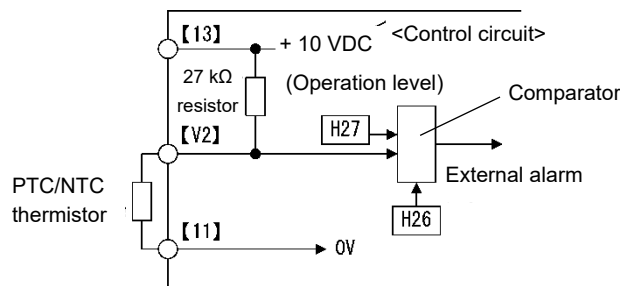 【13】
+ 10 VDC
<Control circuit>
27 kΩ
resistor
(Operation level)
Comparator
H27
【V2】
PTC/NTC
thermistor
External alarm
H26
【11】
0V